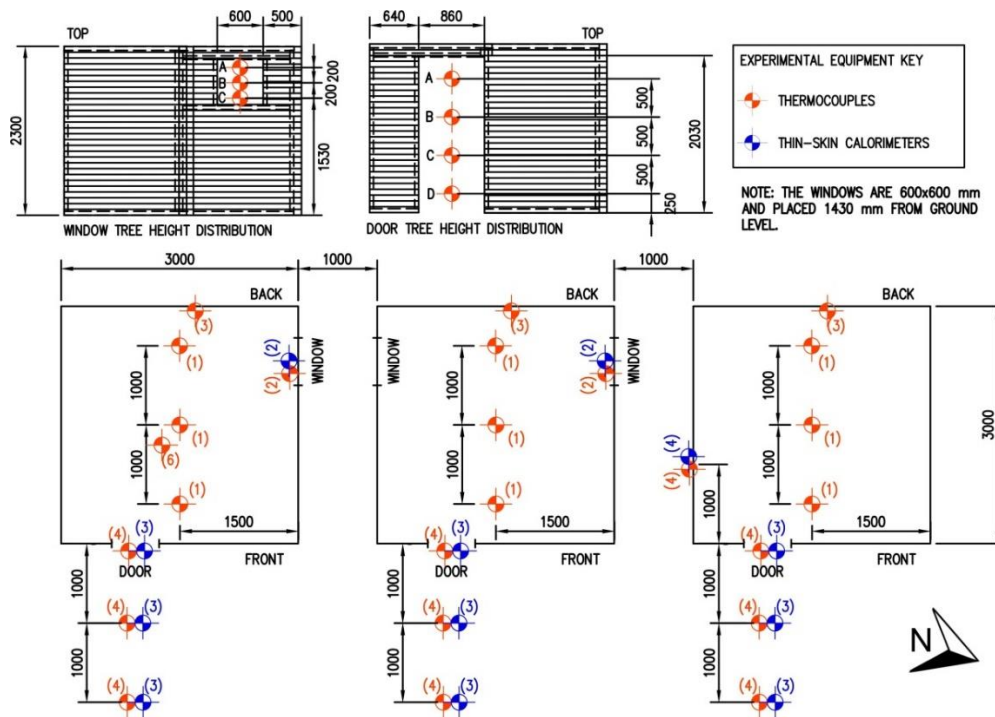 600
500
640
860
TOP
TOP
A
B
C
200
200
2300
1530
A
B
C
D
500
500
500
250
2030
EXPERIMENTAL EQUIPMENT KEY
THERMOCOUPLES
THIN-SKIN CALORIMETERS
NOTE: THE WINDOWS ARE 600x600 mm
AND PLACED 1430 mm FROM GROUND
LEVEL.
WINDOW TREE HEIGHT DISTRIBUTION
DOOR TREE HEIGHT DISTRIBUTION
3000
1000
1000
BACK
BACK
BACK
(3)
(3)
(3)
(1)
(1)
(1)
(2)
(2)
WINDOW
WINDOW
(2)
(2)
WINDOW
1000
1000
1000
3000
(1)
(6)
(1)
(1)
(4)
(4)
1000
1000
1000
1000
(1)
(1)
(1)
1500
1500
1500
(4)
(3)
(4)
(3)
(4)
(3)
FRONT
FRONT
FRONT
DOOR
DOOR
DOOR
1000
1000
1000
(4)
(3)
(4)
(3)
(4)
(3)
1000
1000
1000
(4)
(3)
(4)
(3)
(4)
(3)
N